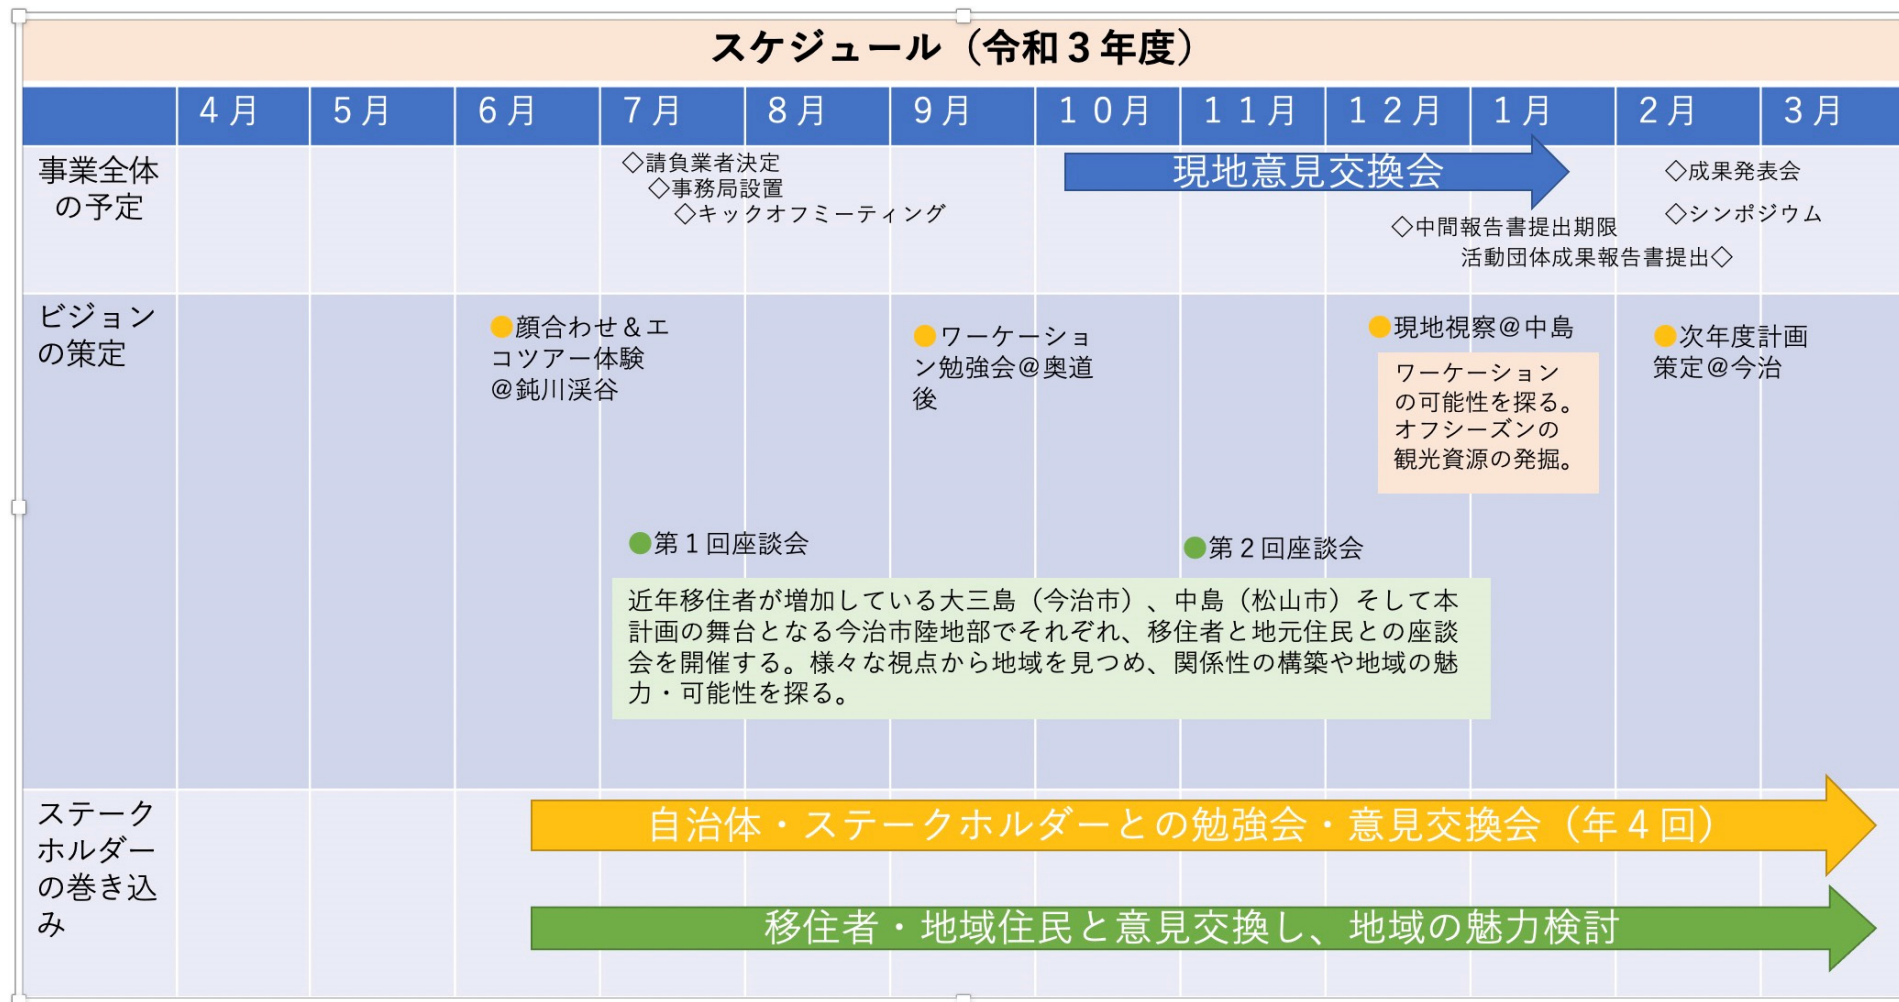 スケジュール（令和３年度）
４月 ５月 ６月 ７月 ８月 ９月 １０月 １１月 １２月 １月 ２月 ３月
事業全体
の予定
◇請負業者決定
◇事務局設置
◇キックオフミーティング
現地意見交換会
◇中間報告書提出期限
活動団体成果報告書提出◇
◇成果発表会
◇シンポジウム
ビジョン
の策定
●顔合わせ＆エ
コツアー体験
＠鈍川渓谷
●ワーケーショ
ン勉強会＠奥道
後
●現地視察＠中島
ワーケーション
の可能性を探る。
オフシーズンの
観光資源の発掘。
●次年度計画
策定＠今治
●第１回座談会
●第２回座談会
近年移住者が増加している大三島（今治市）、中島（松山市）そして本
計画の舞台となる今治市陸地部でそれぞれ、移住者と地元住民との座談
会を開催する。様々な視点から地域を見つめ、関係性の構築や地域の魅
力・可能性を探る。
ステーク
ホルダー
の巻き込
み
自治体・ステークホルダーとの勉強会・意見交換会（年４回）
移住者・地域住民と意見交換し、地域の魅力検討